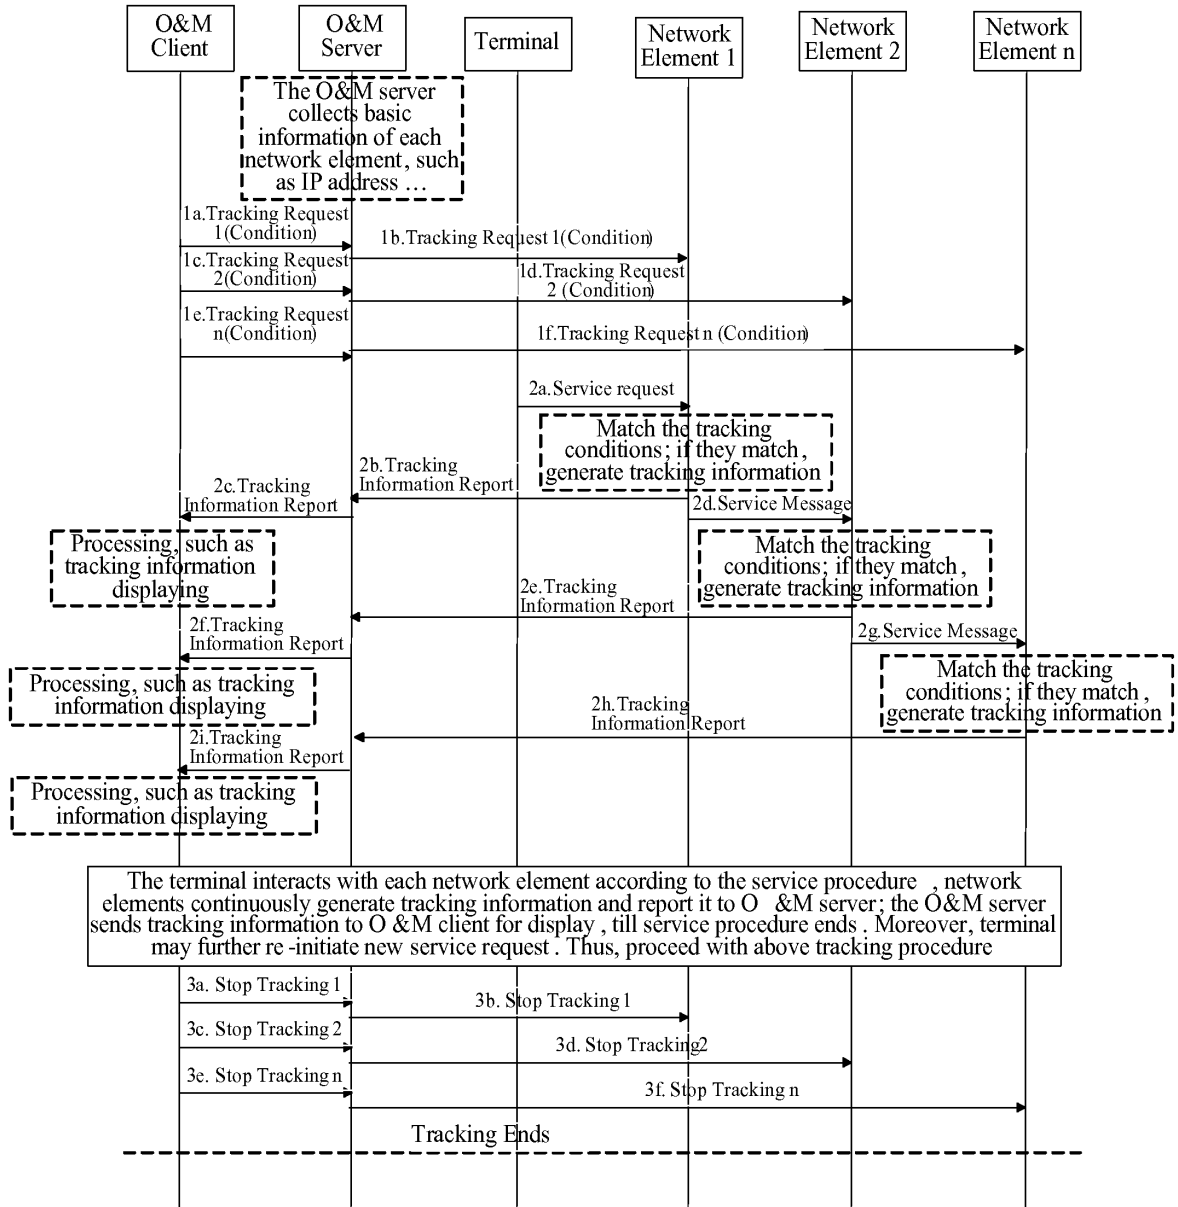 O&M
Client
O&M
Server
Terminal
Network
Element 1
Network
Element 2
Network
Element n
The O&M server
collects basic
information of each
network element, such
as IP address ...
1a.Tracking Request
1(Condition)
1b.Tracking Request 1(Condition)
1c.Tracking Request
2(Condition)
1d.Tracking Request
2 (Condition)
1e.Tracking Request
n(Condition)
1f.Tracking Request n (Condition)
2a.Service request
Match the tracking
conditions; if they match,
generate tracking information
2b.Tracking
Information Report
2c.Tracking
Information Report
2d.Service Message
Processing, such as
tracking information
displaying
Match the tracking
conditions; if they match,
generate tracking information
2e.Tracking
Information Report
2f.Tracking
Information Report
2g.Service Message
Processing, such as tracking
information displaying
Match the tracking
conditions; if they match,
generate tracking information
2h.Tracking
Information Report
2i.Tracking
Information Report
Processing, such as tracking
information displaying
The terminal interacts with each network element according to the service procedure , network
elements continuously generate tracking information and report it to O &M server; the O&M server
sends tracking information to O &M client for display , till service procedure ends . Moreover, terminal
may further re -initiate new service request . Thus, proceed with above tracking procedure
3a. Stop Tracking 1
3b. Stop Tracking 1
3c. Stop Tracking 2
3d. Stop Tracking2
3e. Stop Tracking n
3f. Stop Tracking n
Tracking Ends